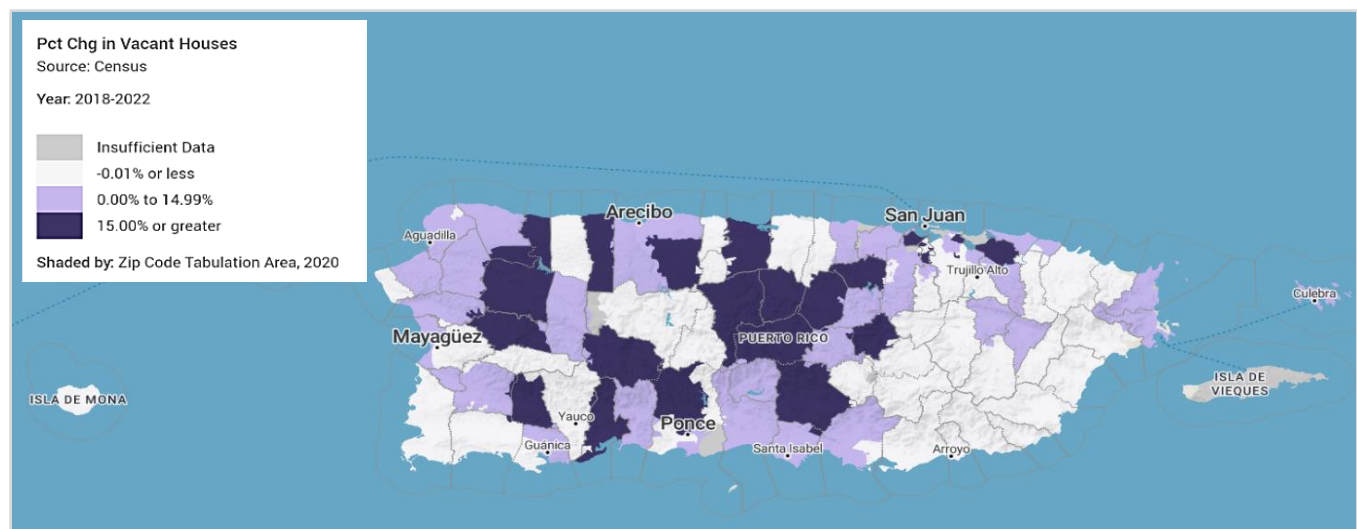 Pct Chg in Vacant Houses
Source: Census
Year: 2018-2022
Insufficient Data
-0.01% or less
0.00% to 14.99%
15.00% or greater
Shaded by: Zip Code Tabulation Area, 2020
Arecibo
San Juan
Aguadilla
Trujillo Alto
Culebra
Mayagüez
PUERTO RICO
ISLA DE MONA
ISLA DE
VIEQUES
Yauco
Ponce
Guánica
Santa Isabel
Arroyo